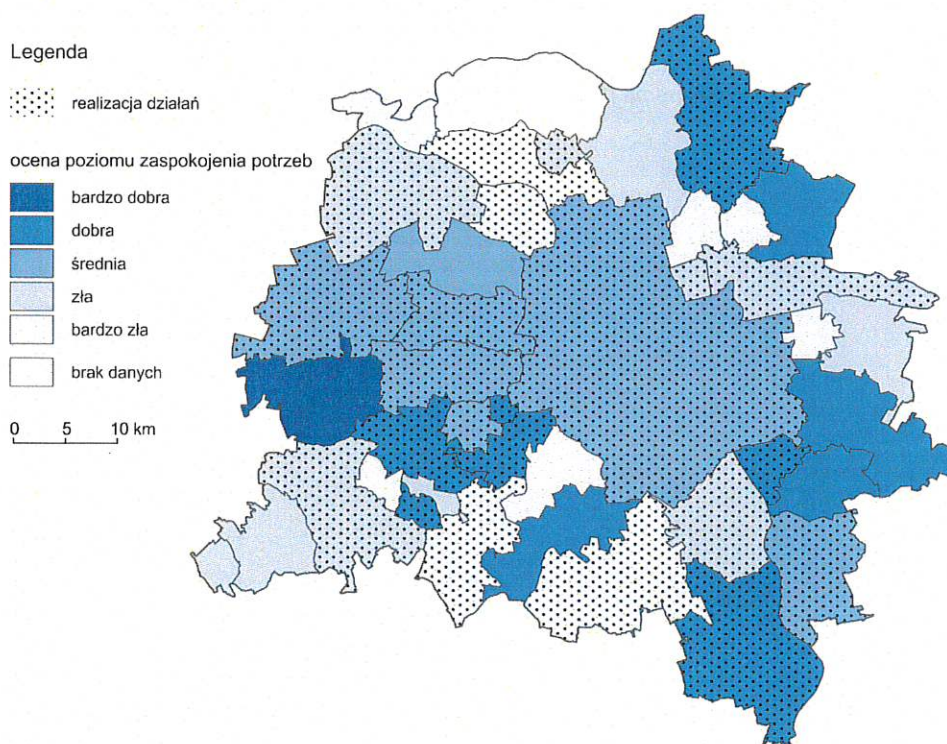 Legenda
realizacja działań
ocena poziomu zaspokojenia potrzeb
bardzo dobra
dobra
średnia
zła
bardzo zła
brak danych
0 5 10 km